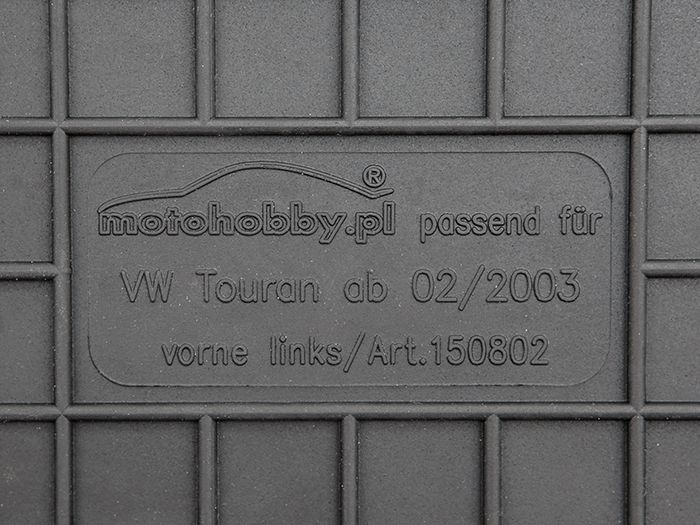 motohobby.pl® passend für
VW Touran ab 02/2003
vorne links/Art.150802